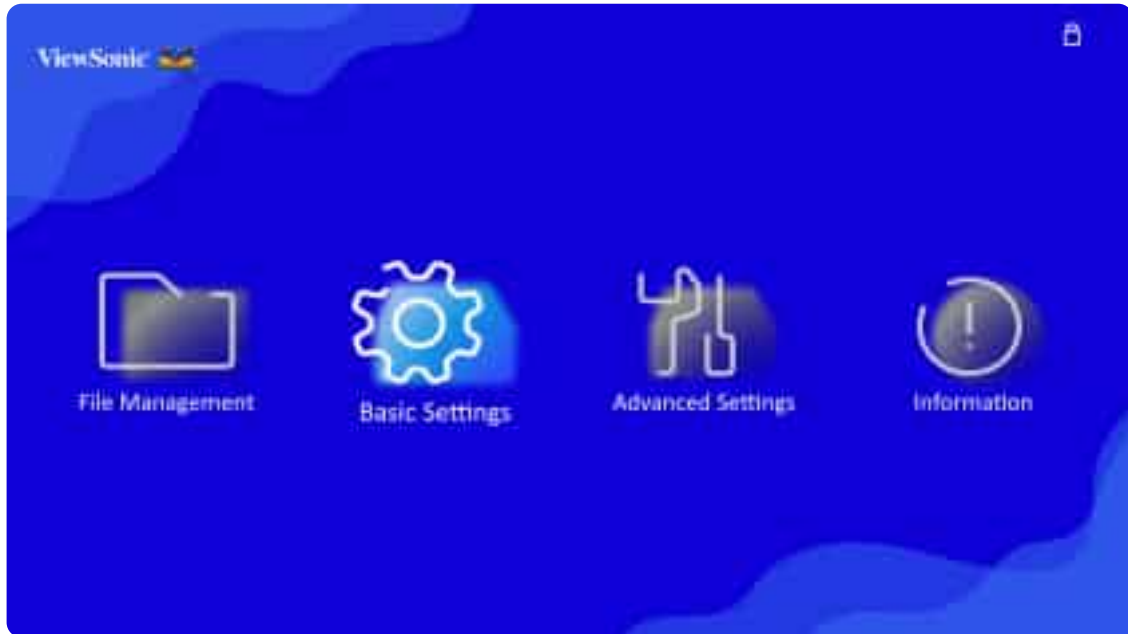 ViewSonic
File Management
Basic Settings
Advanced Settings
Information